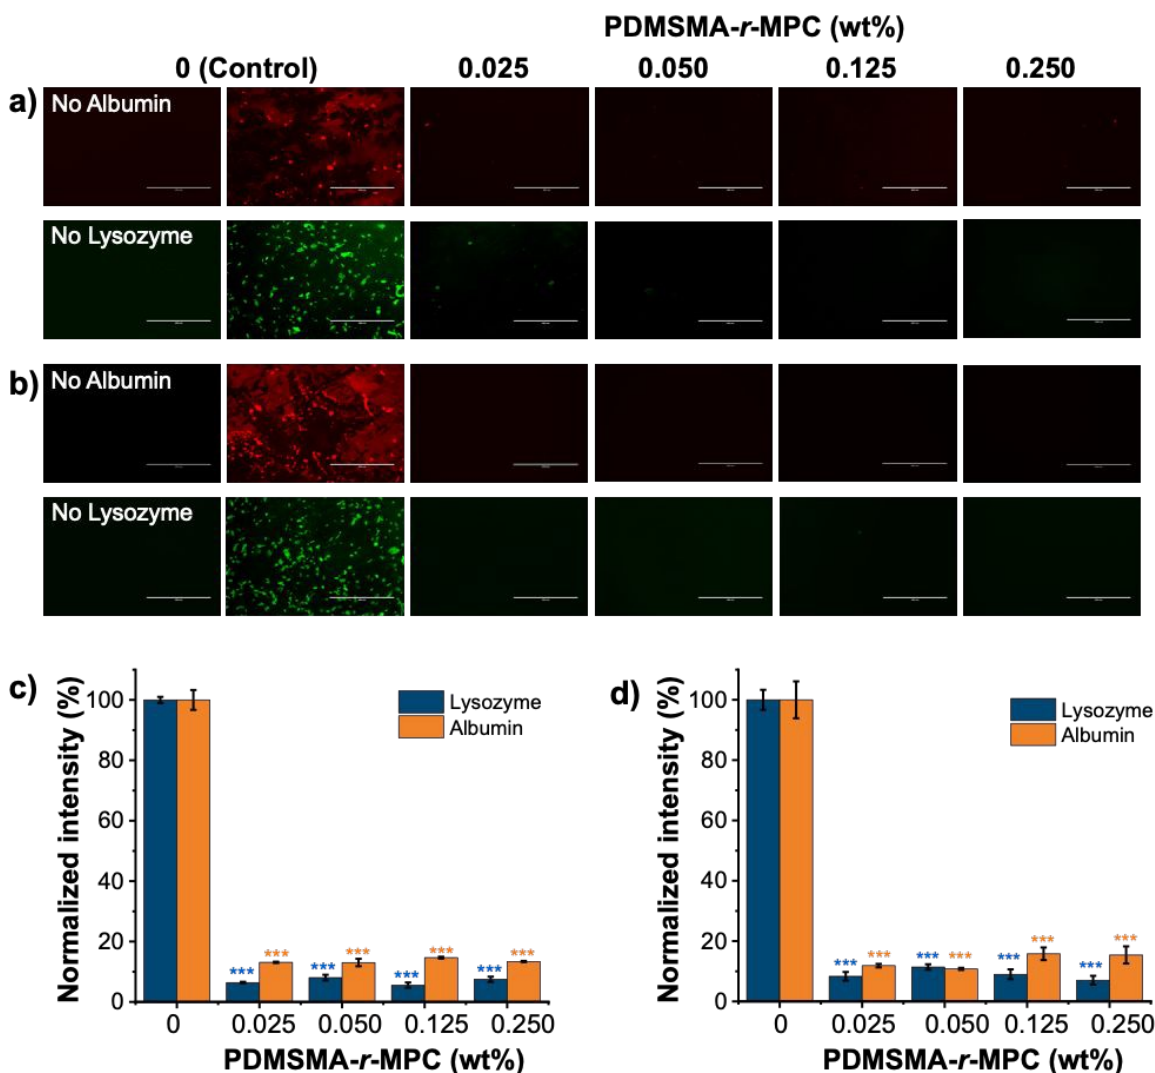 PDMSMA-r-MPC (wt%)
0 (Control) 0.025 0.050 0.125 0.250
a)
No Albumin
No Lysozyme
b)
No Albumin
No Lysozyme
c)
Normalized intensity (%)
100
80
60
40
20
0
Lysozyme
Albumin
*** *** *** *** *** *** *** ***
0 0.025 0.050 0.125 0.250
PDMSMA-r-MPC (wt%)
d)
Normalized intensity (%)
100
80
60
40
20
0
Lysozyme
Albumin
*** *** *** *** *** *** *** ***
0 0.025 0.050 0.125 0.250
PDMSMA-r-MPC (wt%)